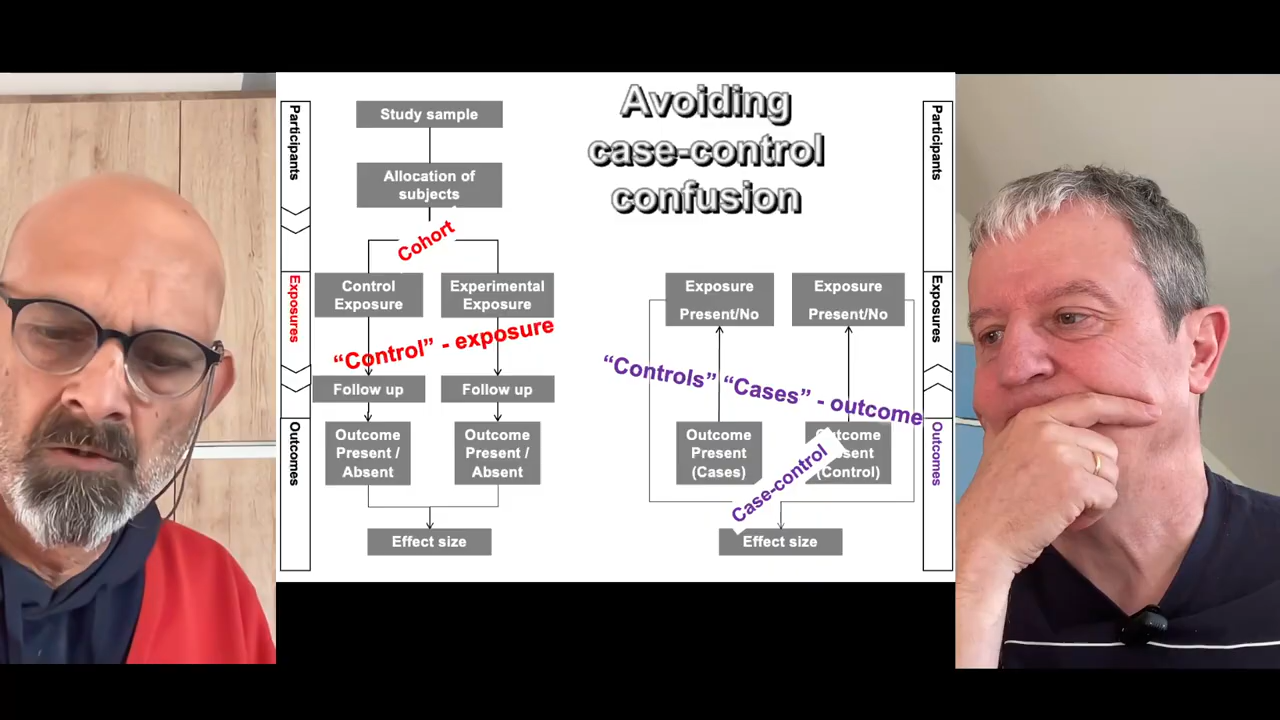 Avoiding
case-control
confusion
Participants
Exposures
Outcomes
Study sample
Allocation of
subjects
Cohort
Control
Exposure
Experimental
Exposure
“Control” - exposure
Follow up
Follow up
Outcome
Present /
Absent
Outcome
Present /
Absent
Effect size
Exposure
Present/No
Exposure
Present/No
“Controls” “Cases” - outcome
Outcome
Present
(Cases)
(Control)
Case-control
Effect size
Participants
Exposures
Outcomes